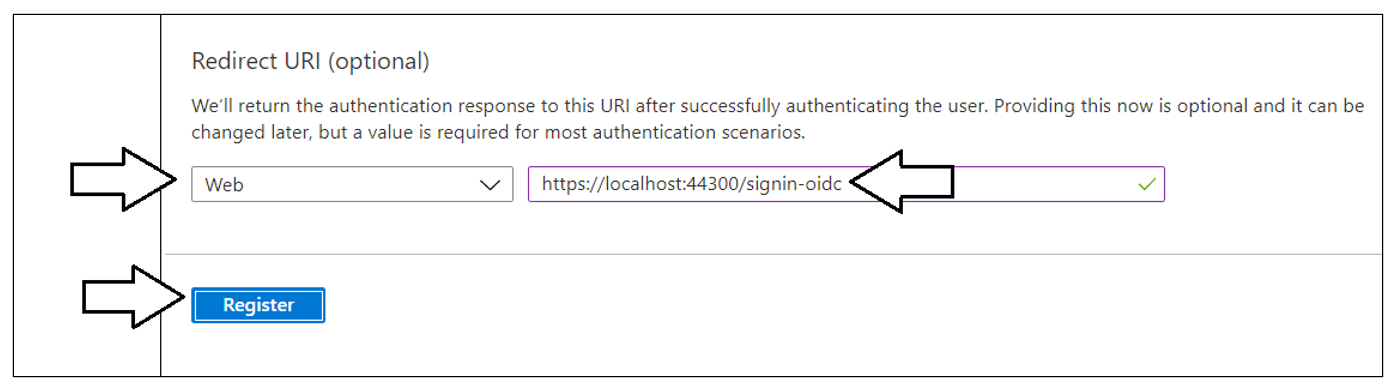 Redirect URI (optional)
We'll return the authentication response to this URI after successfully authenticating the user. Providing this now is optional and it can be
changed later, but a value is required for most authentication scenarios.
Web
https://localhost:44300/signin-oidc
Register